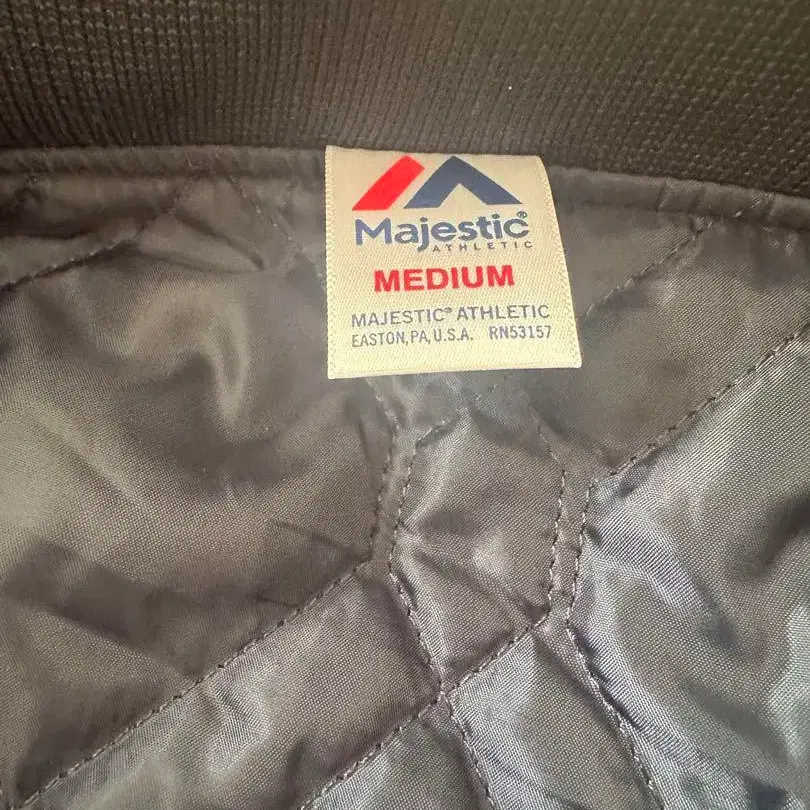 Majestic®
ATHLETIC
MEDIUM
MAJESTIC® ATHLETIC
EASTON, PA, U.S.A. RN53157